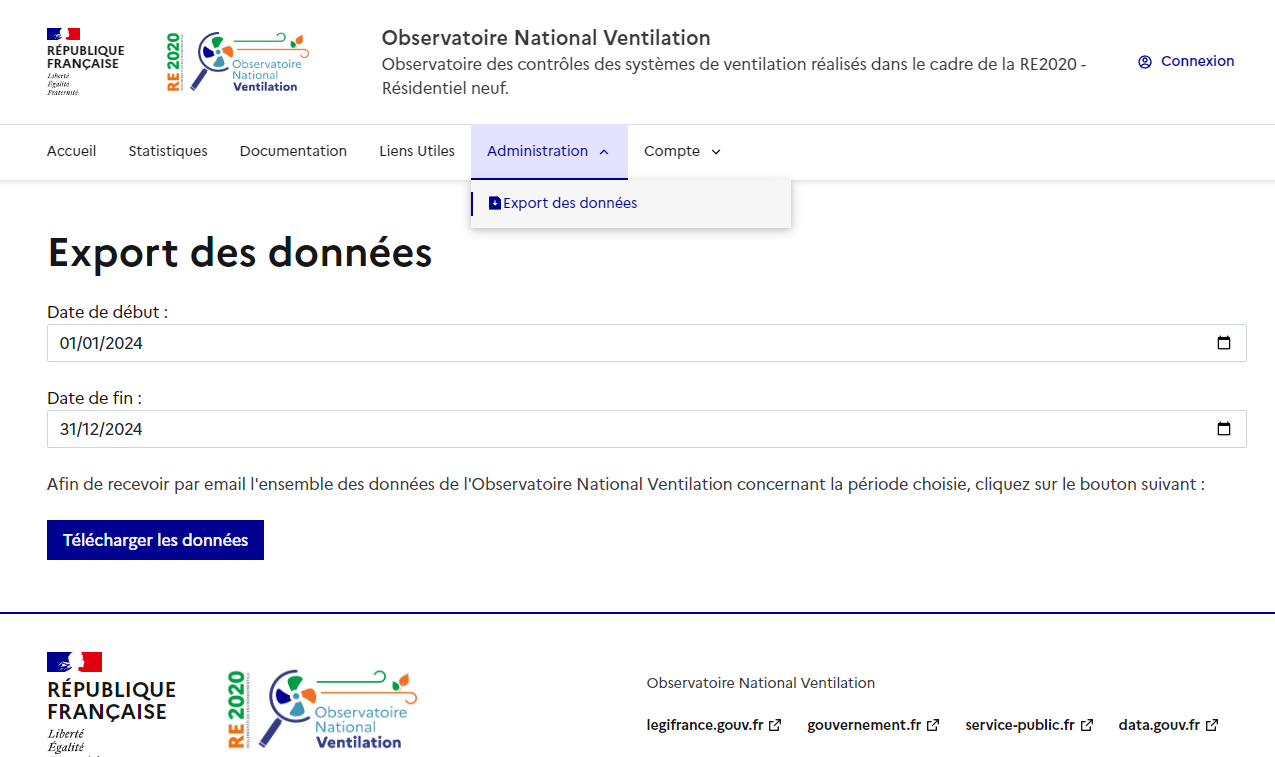 RÉPUBLIQUE
FRANÇAISE
Liberté
Égalité
Fraternité
RE 2020
Observatoire
National
Ventilation
Observatoire National Ventilation
Observatoire des contrôles des systèmes de ventilation réalisés dans le cadre de la RE2020 -
Résidentiel neuf.
Connexion
Accueil Statistiques Documentation Liens Utiles Administration Compte
Export des données
Export des données
Date de début :
01/01/2024
Date de fin :
31/12/2024
Afin de recevoir par email l'ensemble des données de l'Observatoire National Ventilation concernant la période choisie, cliquez sur le bouton suivant :
Télécharger les données
RÉPUBLIQUE
FRANÇAISE
Liberté
Égalité
RE 2020
Observatoire
National
Ventilation
Observatoire National Ventilation
legifrance.gouv.fr gouvernement.fr service-public.fr data.gouv.fr